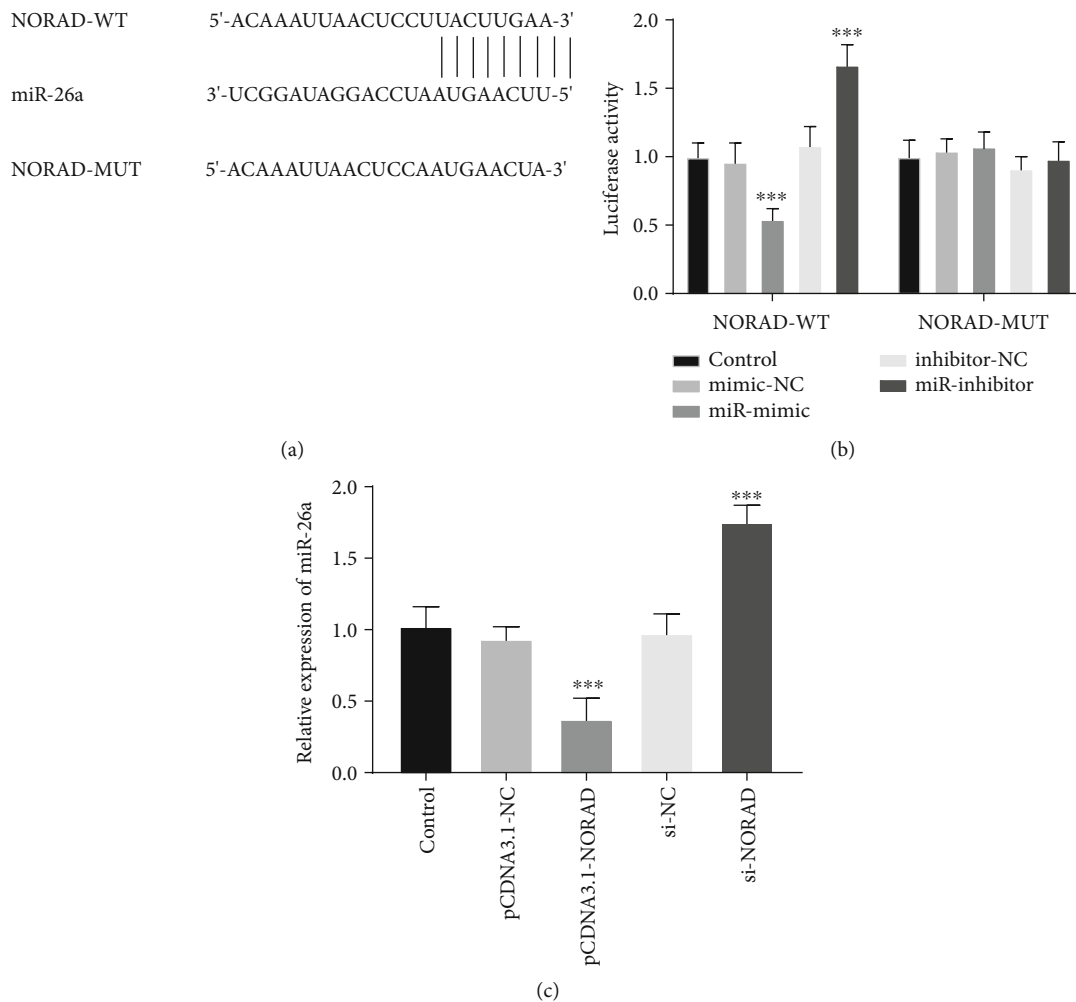 NORAD-WT 5'-ACAAAUUAACUCCUUACUUGAA-3'
miR-26a 3'-UCGGAUAGGACCUAAUGAACUU-5'
NORAD-MUT 5'-ACAAAUUAACUCCAAUGAACUA-3'
(a)
Luciferase activity
2.0
1.5
1.0
0.5
0.0
***
***
NORAD-WT NORAD-MUT
Control
mimic-NC
miR-mimic
inhibitor-NC
miR-inhibitor
(b)
Relative expression of miR-26a
2.0
1.5
1.0
0.5
0.0
***
***
Control
pCDNA3.1-NC
pCDNA3.1-NORAD
si-NC
si-NORAD
(c)